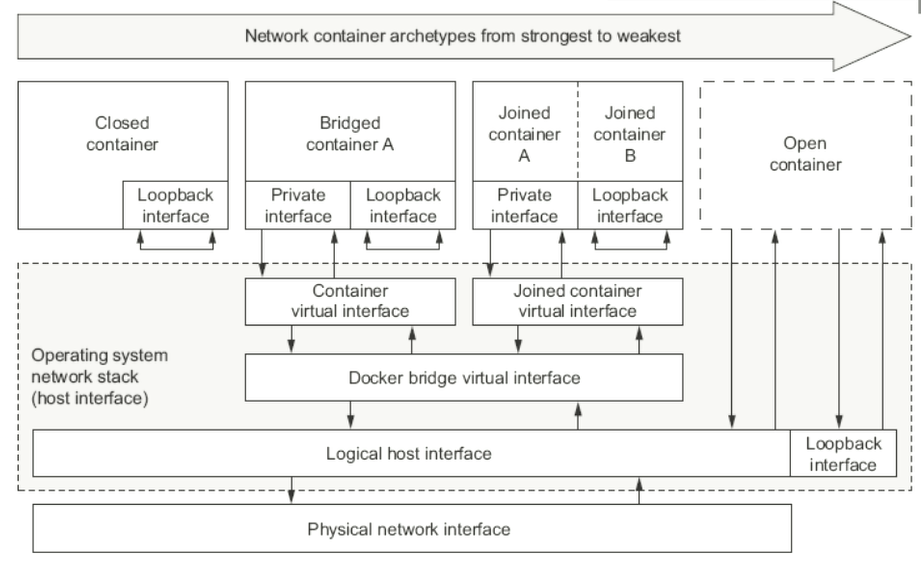 Network container archetypes from strongest to weakest
Closed
container
Loopback
interface
Bridged
container A
Private
interface
Loopback
interface
Joined
container
A
Joined
container
B
Private
interface
Loopback
interface
Open
container
Operating system
network stack
(host interface)
Container
virtual interface
Joined container
virtual interface
Docker bridge virtual interface
Logical host interface
Loopback
interface
Physical network interface